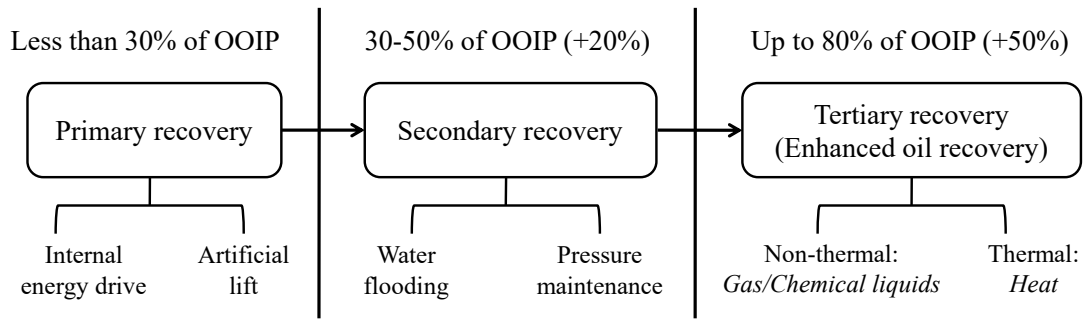 Less than 30% of OOIP
30-50% of OOIP (+20%)
Up to 80% of OOIP (+50%)
Primary recovery
Secondary recovery
Tertiary recovery
(Enhanced oil recovery)
Internal
energy drive
Artificial
lift
Water
flooding
Pressure
maintenance
Non-thermal:
Gas/Chemical liquids
Thermal:
Heat